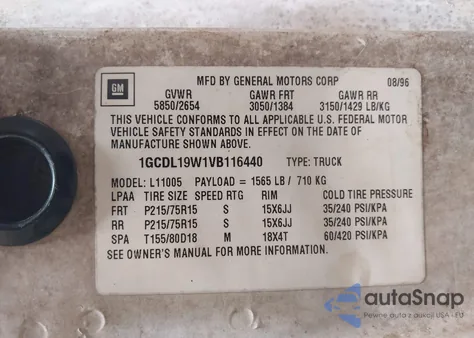 MFD BY GENERAL MOTORS CORP 08/96
GM
GVWR GAWR FRT GAWR RR
5850/2654 3050/1384 3150/1429 LB/KG
THIS VEHICLE CONFORMS TO ALL APPLICABLE U.S. FEDERAL MOTOR
VEHICLE SAFETY STANDARDS IN EFFECT ON THE DATE OF
MANUFACTURE SHOWN ABOVE.
1GCDL19W1VB116440 TYPE: TRUCK
MODEL: L11005 PAYLOAD = 1565 LB / 710 KG
LPAA TIRE SIZE SPEED RTG RIM COLD TIRE PRESSURE
FRT P215/75R15 S 15X6JJ 35/240 PSI/KPA
RR P215/75R15 S 15X6JJ 35/240 PSI/KPA
SPA T155/80D18 M 18X4T 60/420 PSI/KPA
SEE OWNER'S MANUAL FOR MORE INFORMATION.
autoSnap